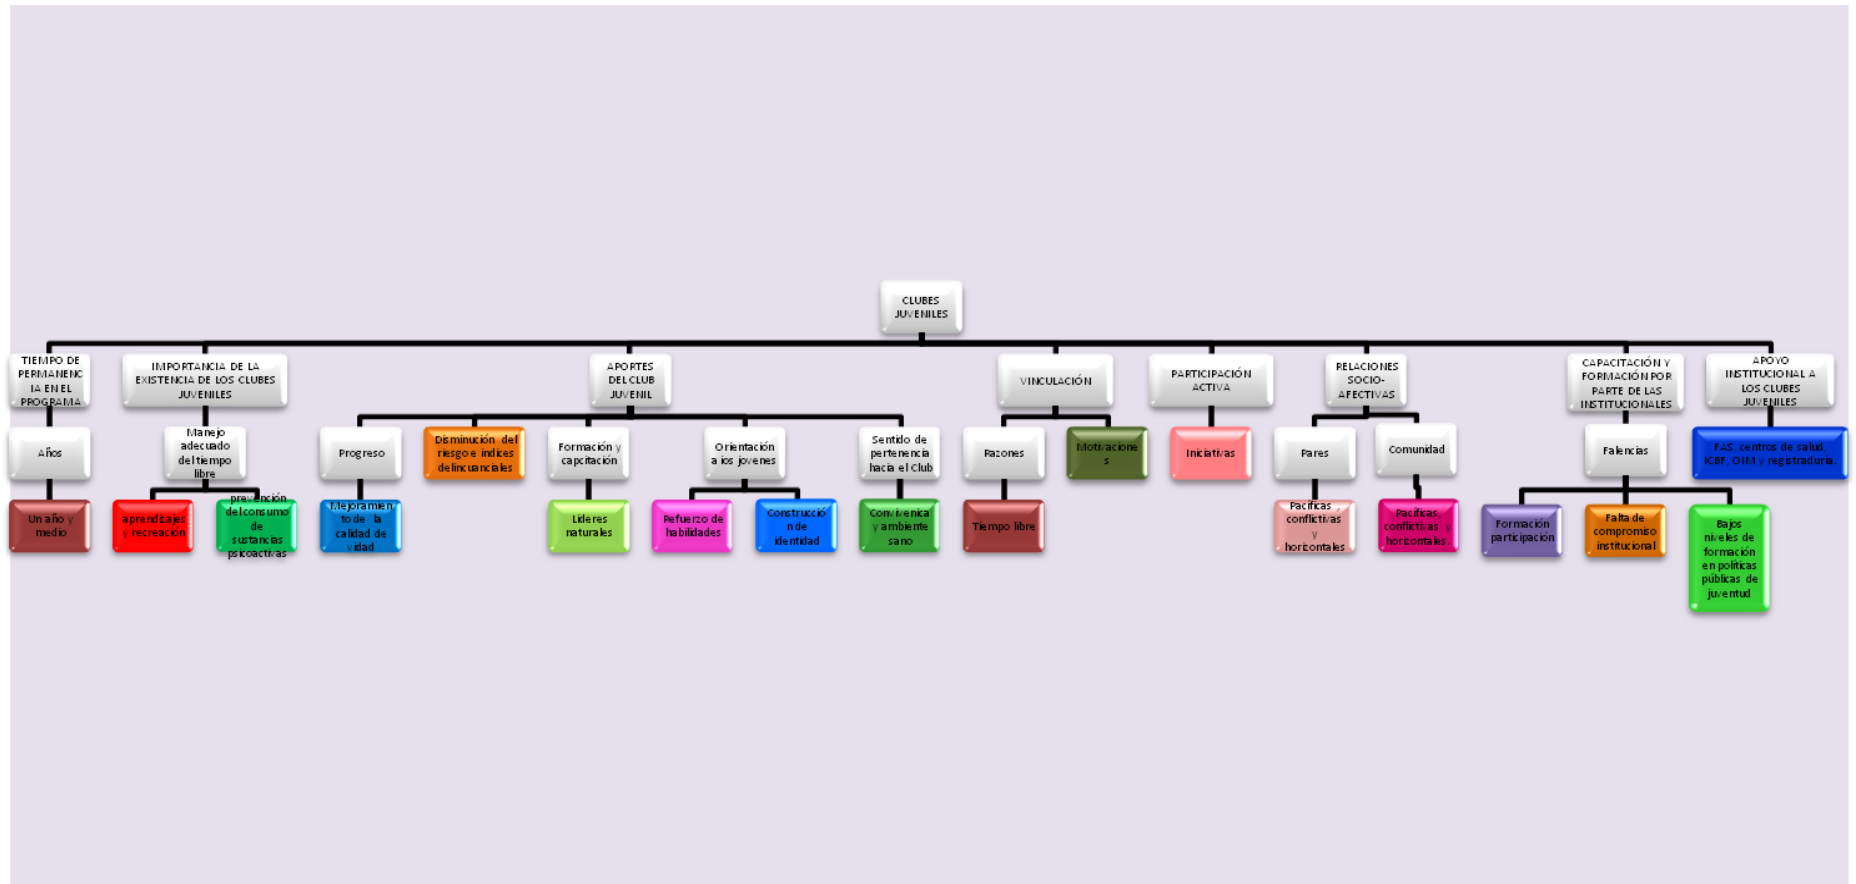 CLUBES
JUVENILES
TIEMPO DE
PERMANENC
IA EN EL
PROGRAMA
IMPORTANCIA DE LA
EXISTENCIA DE LOS CLUBES
JUVENILES
APORTES
DEL CLUB
JUVENIL
VINCULACIÓN
PARTICIPACIÓN
ACTIVA
RELACIONES
SOCIO-
AFECTIVAS
CAPACITACIÓN Y
FORMACIÓN POR
PARTE DE LAS
INSTITUCIONALES
APOYO
INSTITUCIONAL A
LOS CLUBES
JUVENILES
Años
Manejo
adecuado
del tiempo
libre
Progreso
Disminución del
riesgo e índices
delincuanciales
Formación y
capcitación
Orientación
a ios jovenes
Sentido de
pertenencia
hacia el Club
Razones
Motivacione
s
Iniciativas
Pares
Comunidad
Falencias
FAS, centros de salud,
ICBF, OIM y registraduría.
Un año y
medio
aprendizajes
y recreación
prevención
del consumo
de
sustancias
psicoactivas
Mejoramien
to de la
calidad de
vidad
Líderes
naturales
Refuerzo de
habilidades
Construcció
n de
identidad
Convivenica
y ambiente
sano
Tiempo libre
Pacíficas ,
conflictivas
y
horizontales
Pacíficas,
conflictivas y
horizontales.
Formación
participación
Falta de
compromiso
institucional
Bajos
niveles de
formación
en políticas
públicas de
juventud